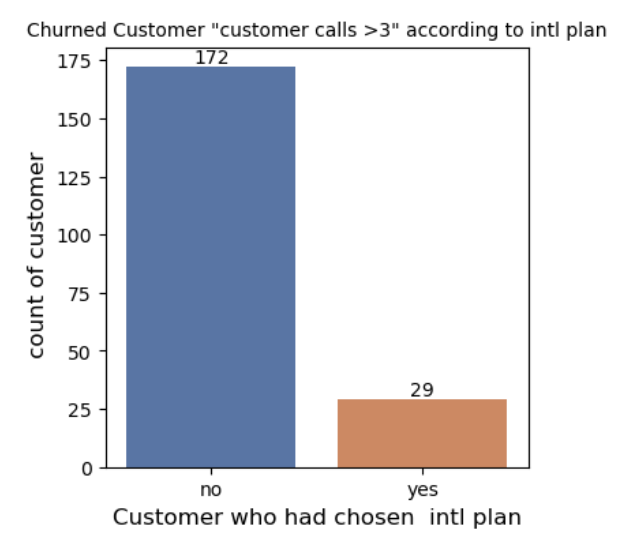 Churned Customer "customer calls >3" according to intl plan
172
29
175
150
125
100
75
50
25
0
count of customer
no
yes
Customer who had chosen  intl plan